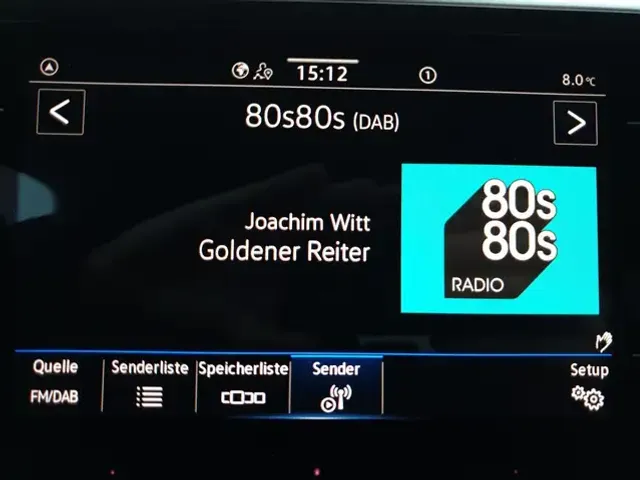 15:12
1
8.0°C
80s80s (DAB)
Joachim Witt
Goldener Reiter
80s
80s
RADIO
Quelle
FM/DAB
Senderliste
Speicherliste
Sender
Setup